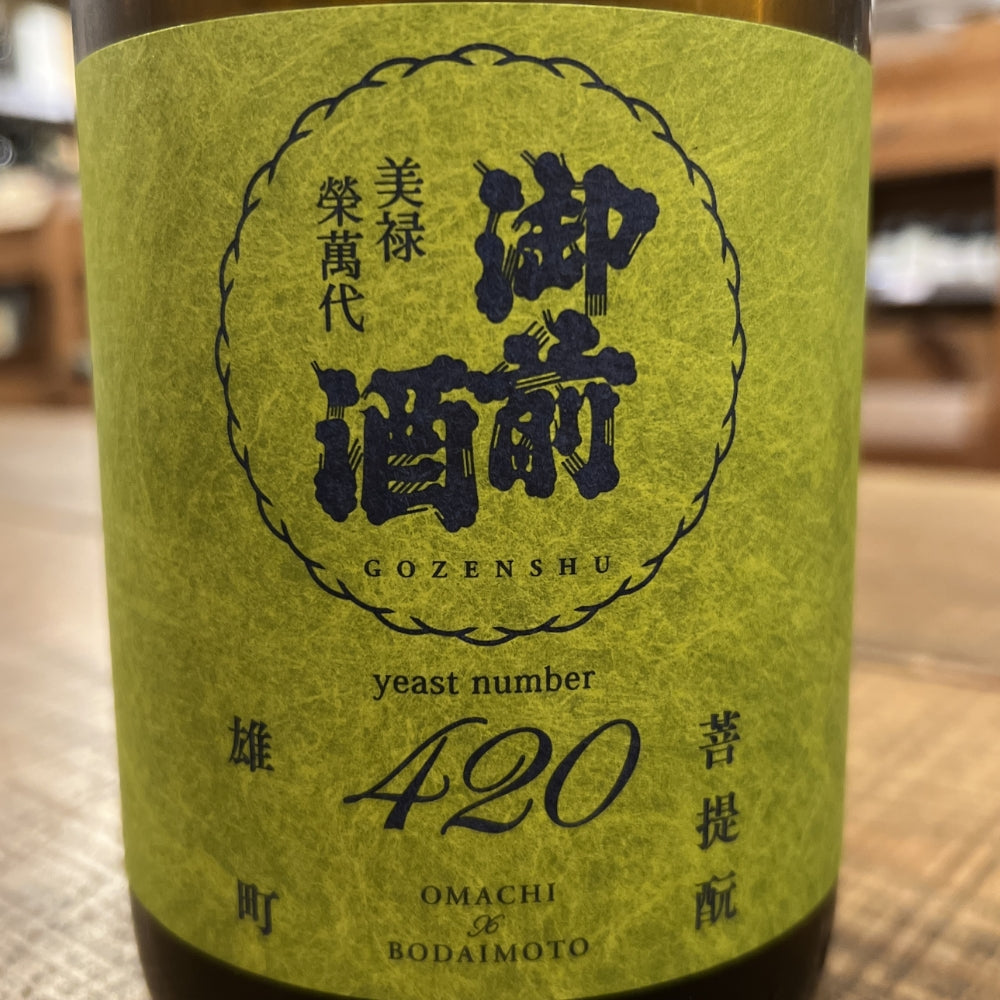 御前酒
美禄
榮萬代
GOZENSHU
yeast number
420
雄町
菩提酛
OMACHI
×
BODAIMOTO